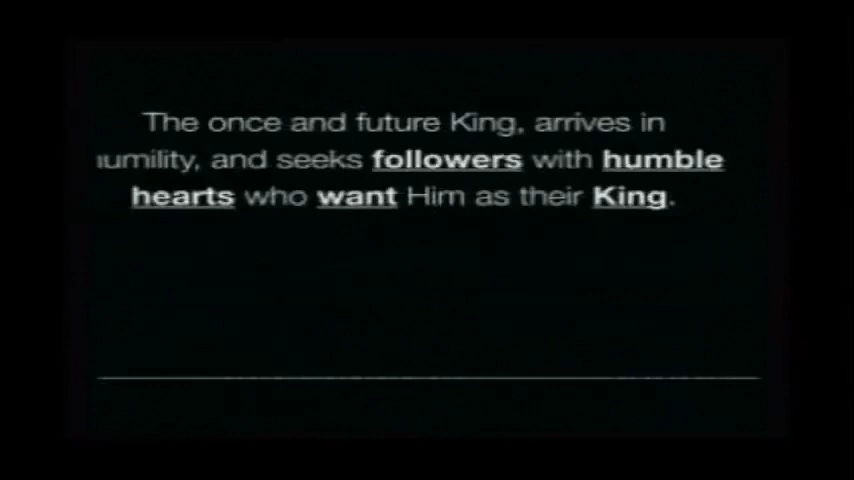 The once and future King, arrives in
umility, and seeks followers with humble
hearts who want Him as their King.